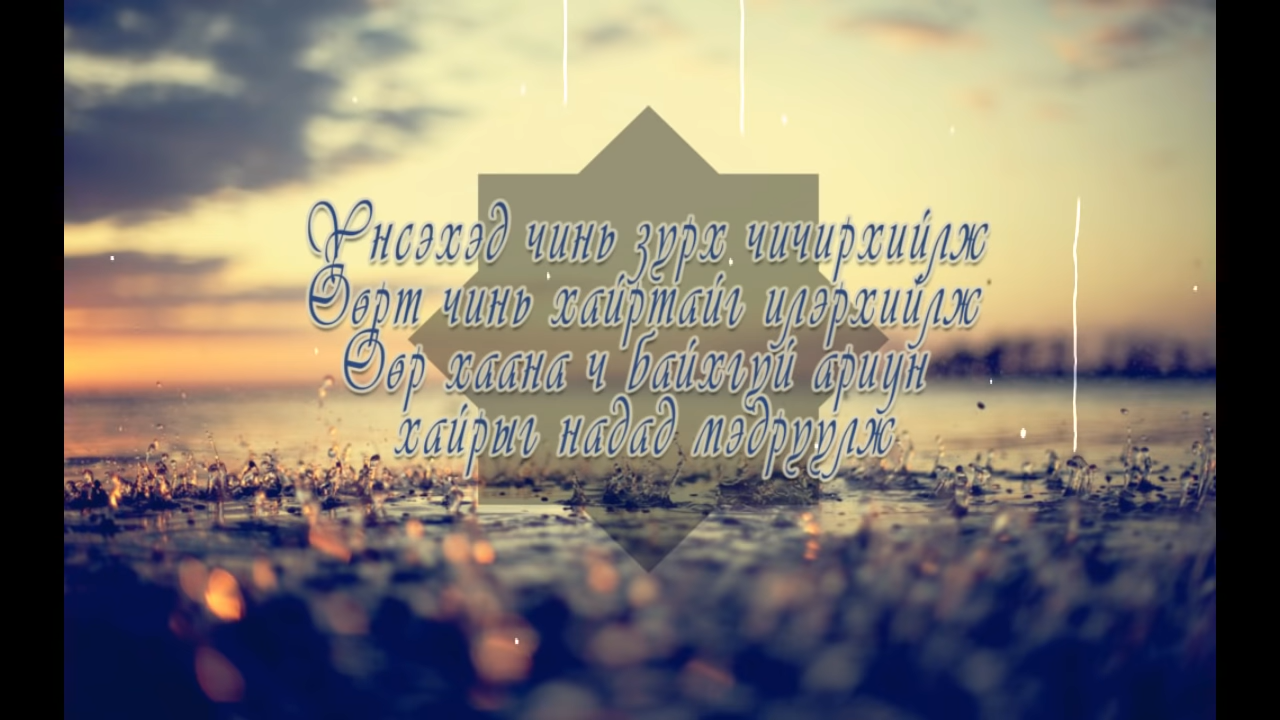 Үнсэхэд чинь зүрх чичирхийлж
Өөрт чинь хайртайг илэрхийлж
Өөр хаана ч байхгүй ариун
хайрыг надад мэдрүүлж